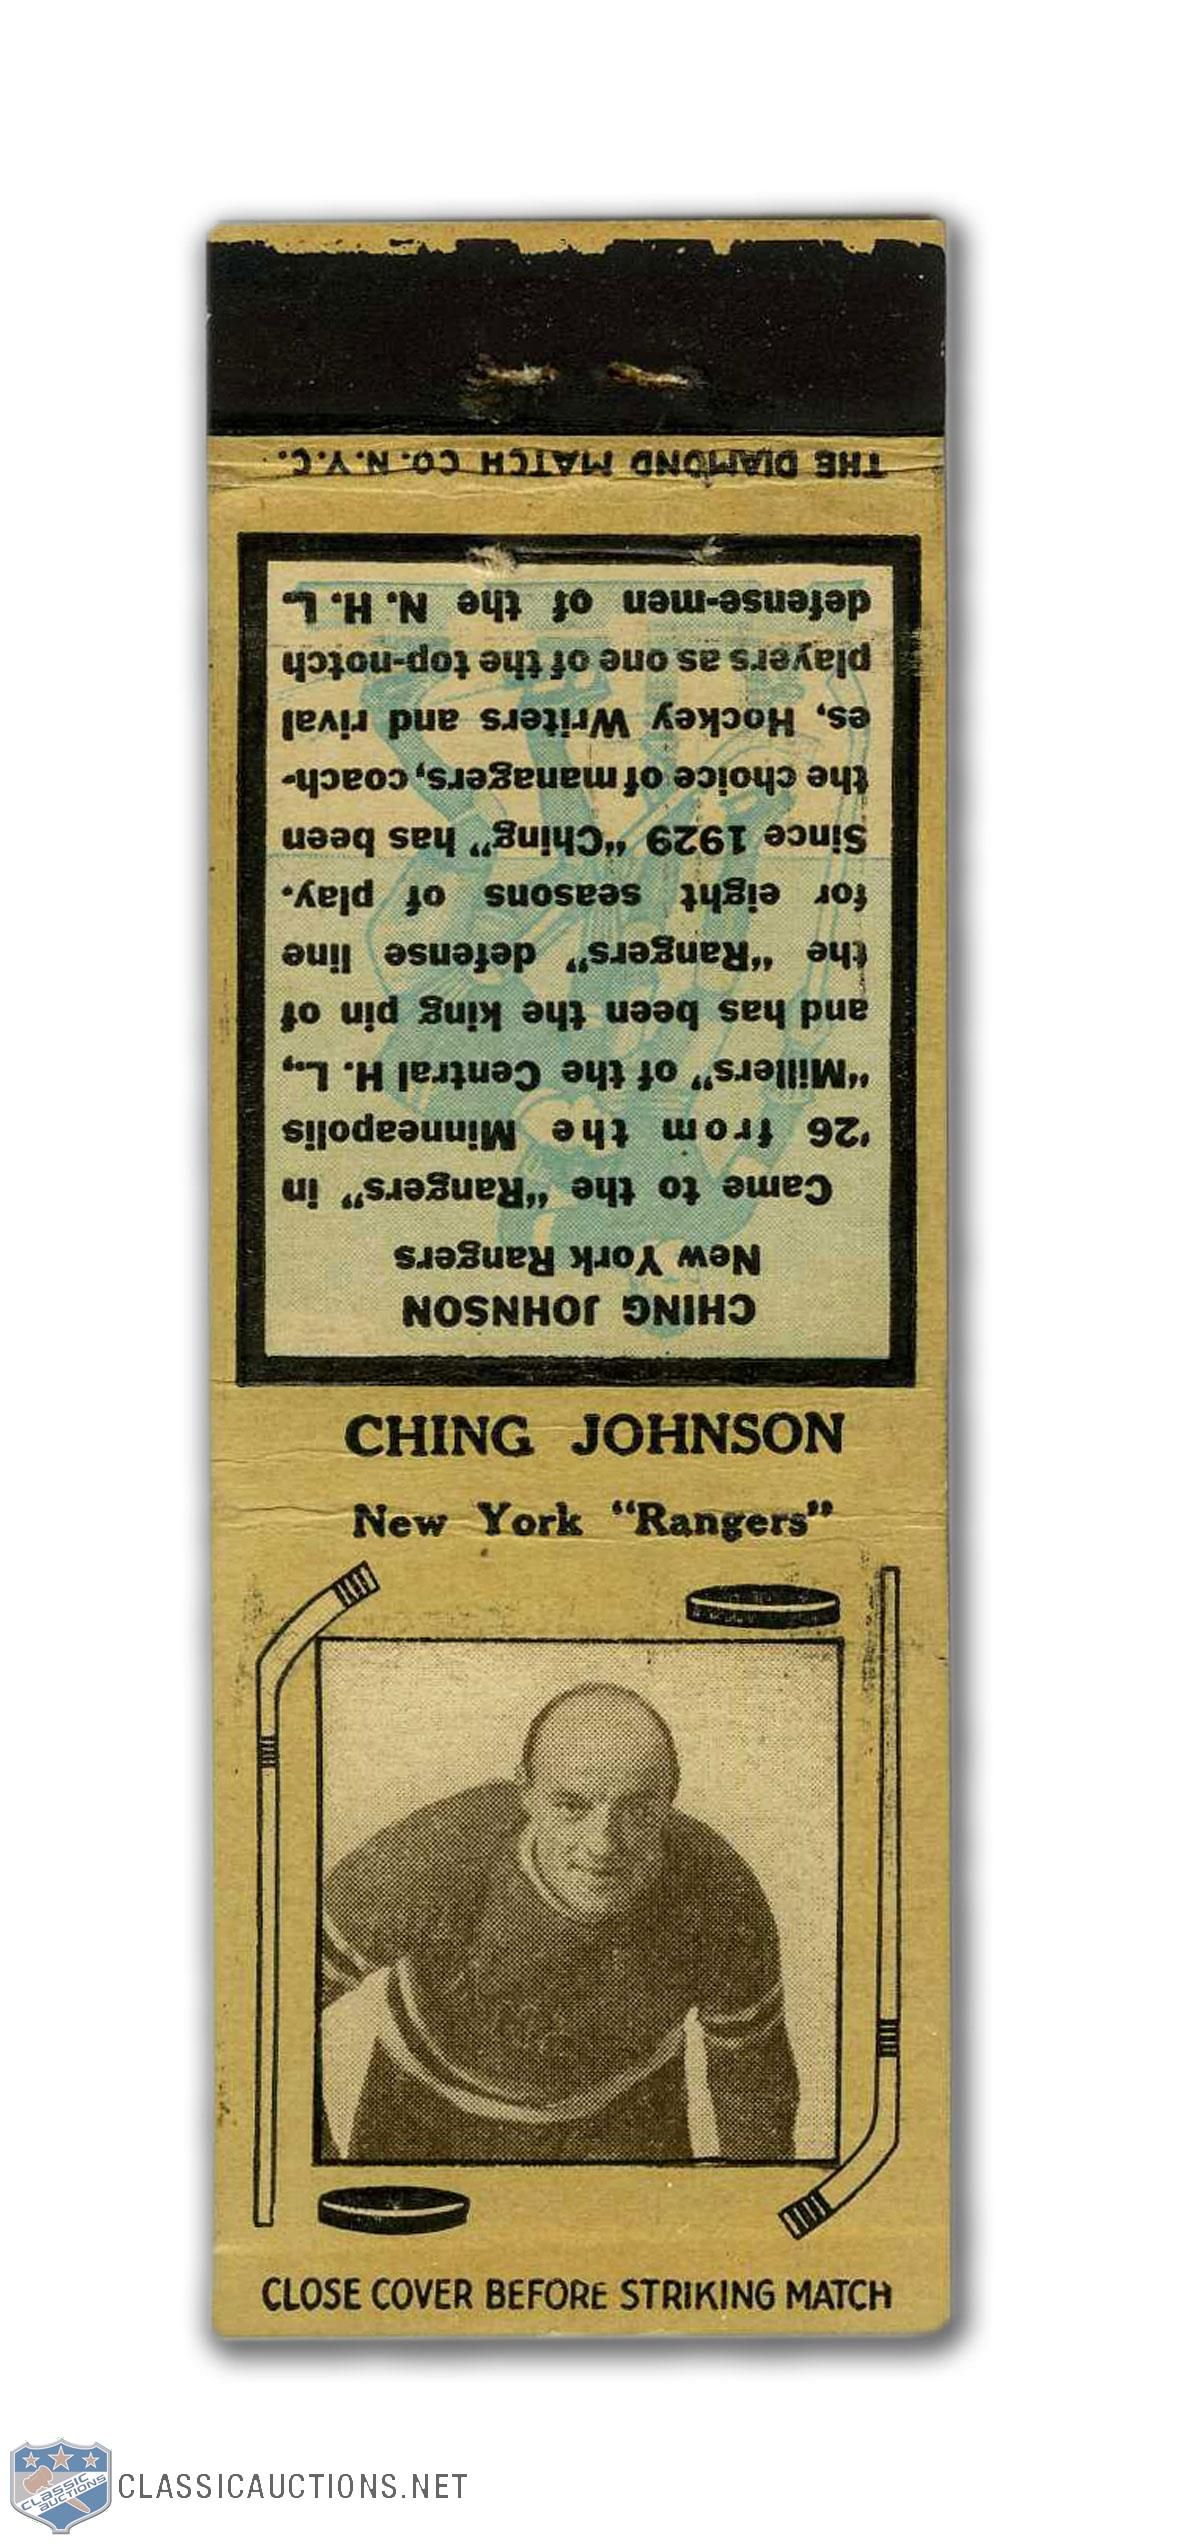 THE DIAMOND MATCH CO. N.Y.C.
CHING JOHNSON
New York Rangers
Came to the "Rangers" in
'26 from the Minneapolis
"Millers" of the Central H. L.,
and has been the king pin of
the "Rangers" defense line
for eight seasons of play.
Since 1929 "Ching" has been
the choice of managers, coach-
es, Hockey Writers and rival
players as one of the top-notch
defense-men of the N. H. L.
CHING JOHNSON
New York "Rangers"
CLOSE COVER BEFORE STRIKING MATCH
CLASSIC
AUCTIONS
CLASSICAUCTIONS.NET